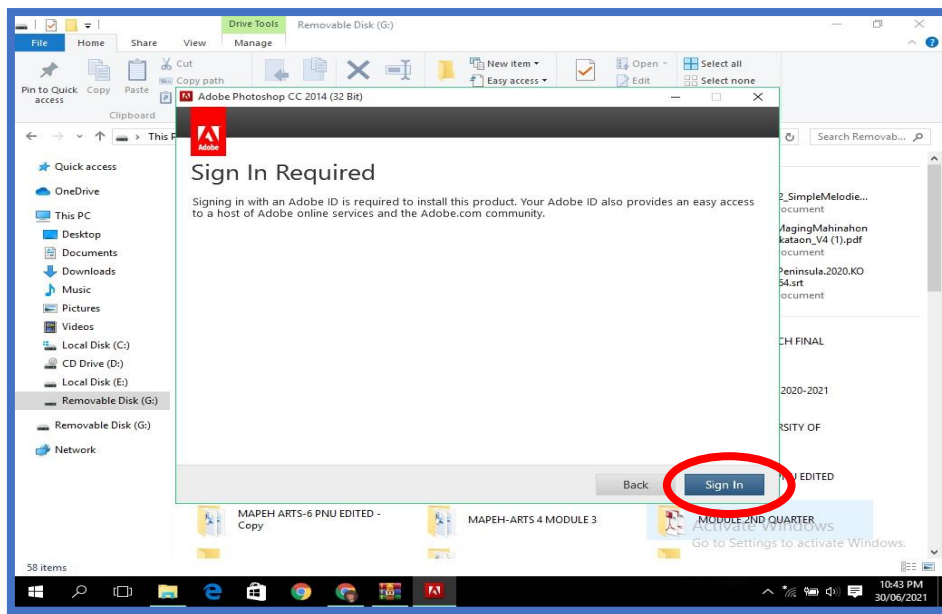 Drive Tools
Removable Disk (G:)
File
Home
Share
View
Manage
Pin to Quick access
Copy
Paste
Cut
Copy path
New item
Easy access
Open
Edit
Select all
Select none
Clipboard
This
Search Removab...
Adobe Photoshop CC 2014 (32 Bit)
Adobe
Sign In Required
Signing in with an Adobe ID is required to install this product. Your Adobe ID also provides an easy access
to a host of Adobe online services and the Adobe.com community.
Back
Sign In
Quick access
OneDrive
This PC
Desktop
Documents
Downloads
Music
Pictures
Videos
Local Disk (C:)
CD Drive (D:)
Local Disk (E:)
Removable Disk (G:)
Removable Disk (G:)
Network
2_SimpleMelodie...
ocument
MagingMahinahon
kataon_V4 (1).pdf
ocument
Peninsula.2020.KO
64.srt
ocument
CH FINAL
2020-2021
RSITY OF
EDITED
MAPEH ARTS-6 PNU EDITED -
Copy
MAPEH-ARTS 4 MODULE 3
MODULE 2ND QUARTER
Activate Windows
Go to Settings to activate Windows.
58 items
10:43 PM
30/06/2021